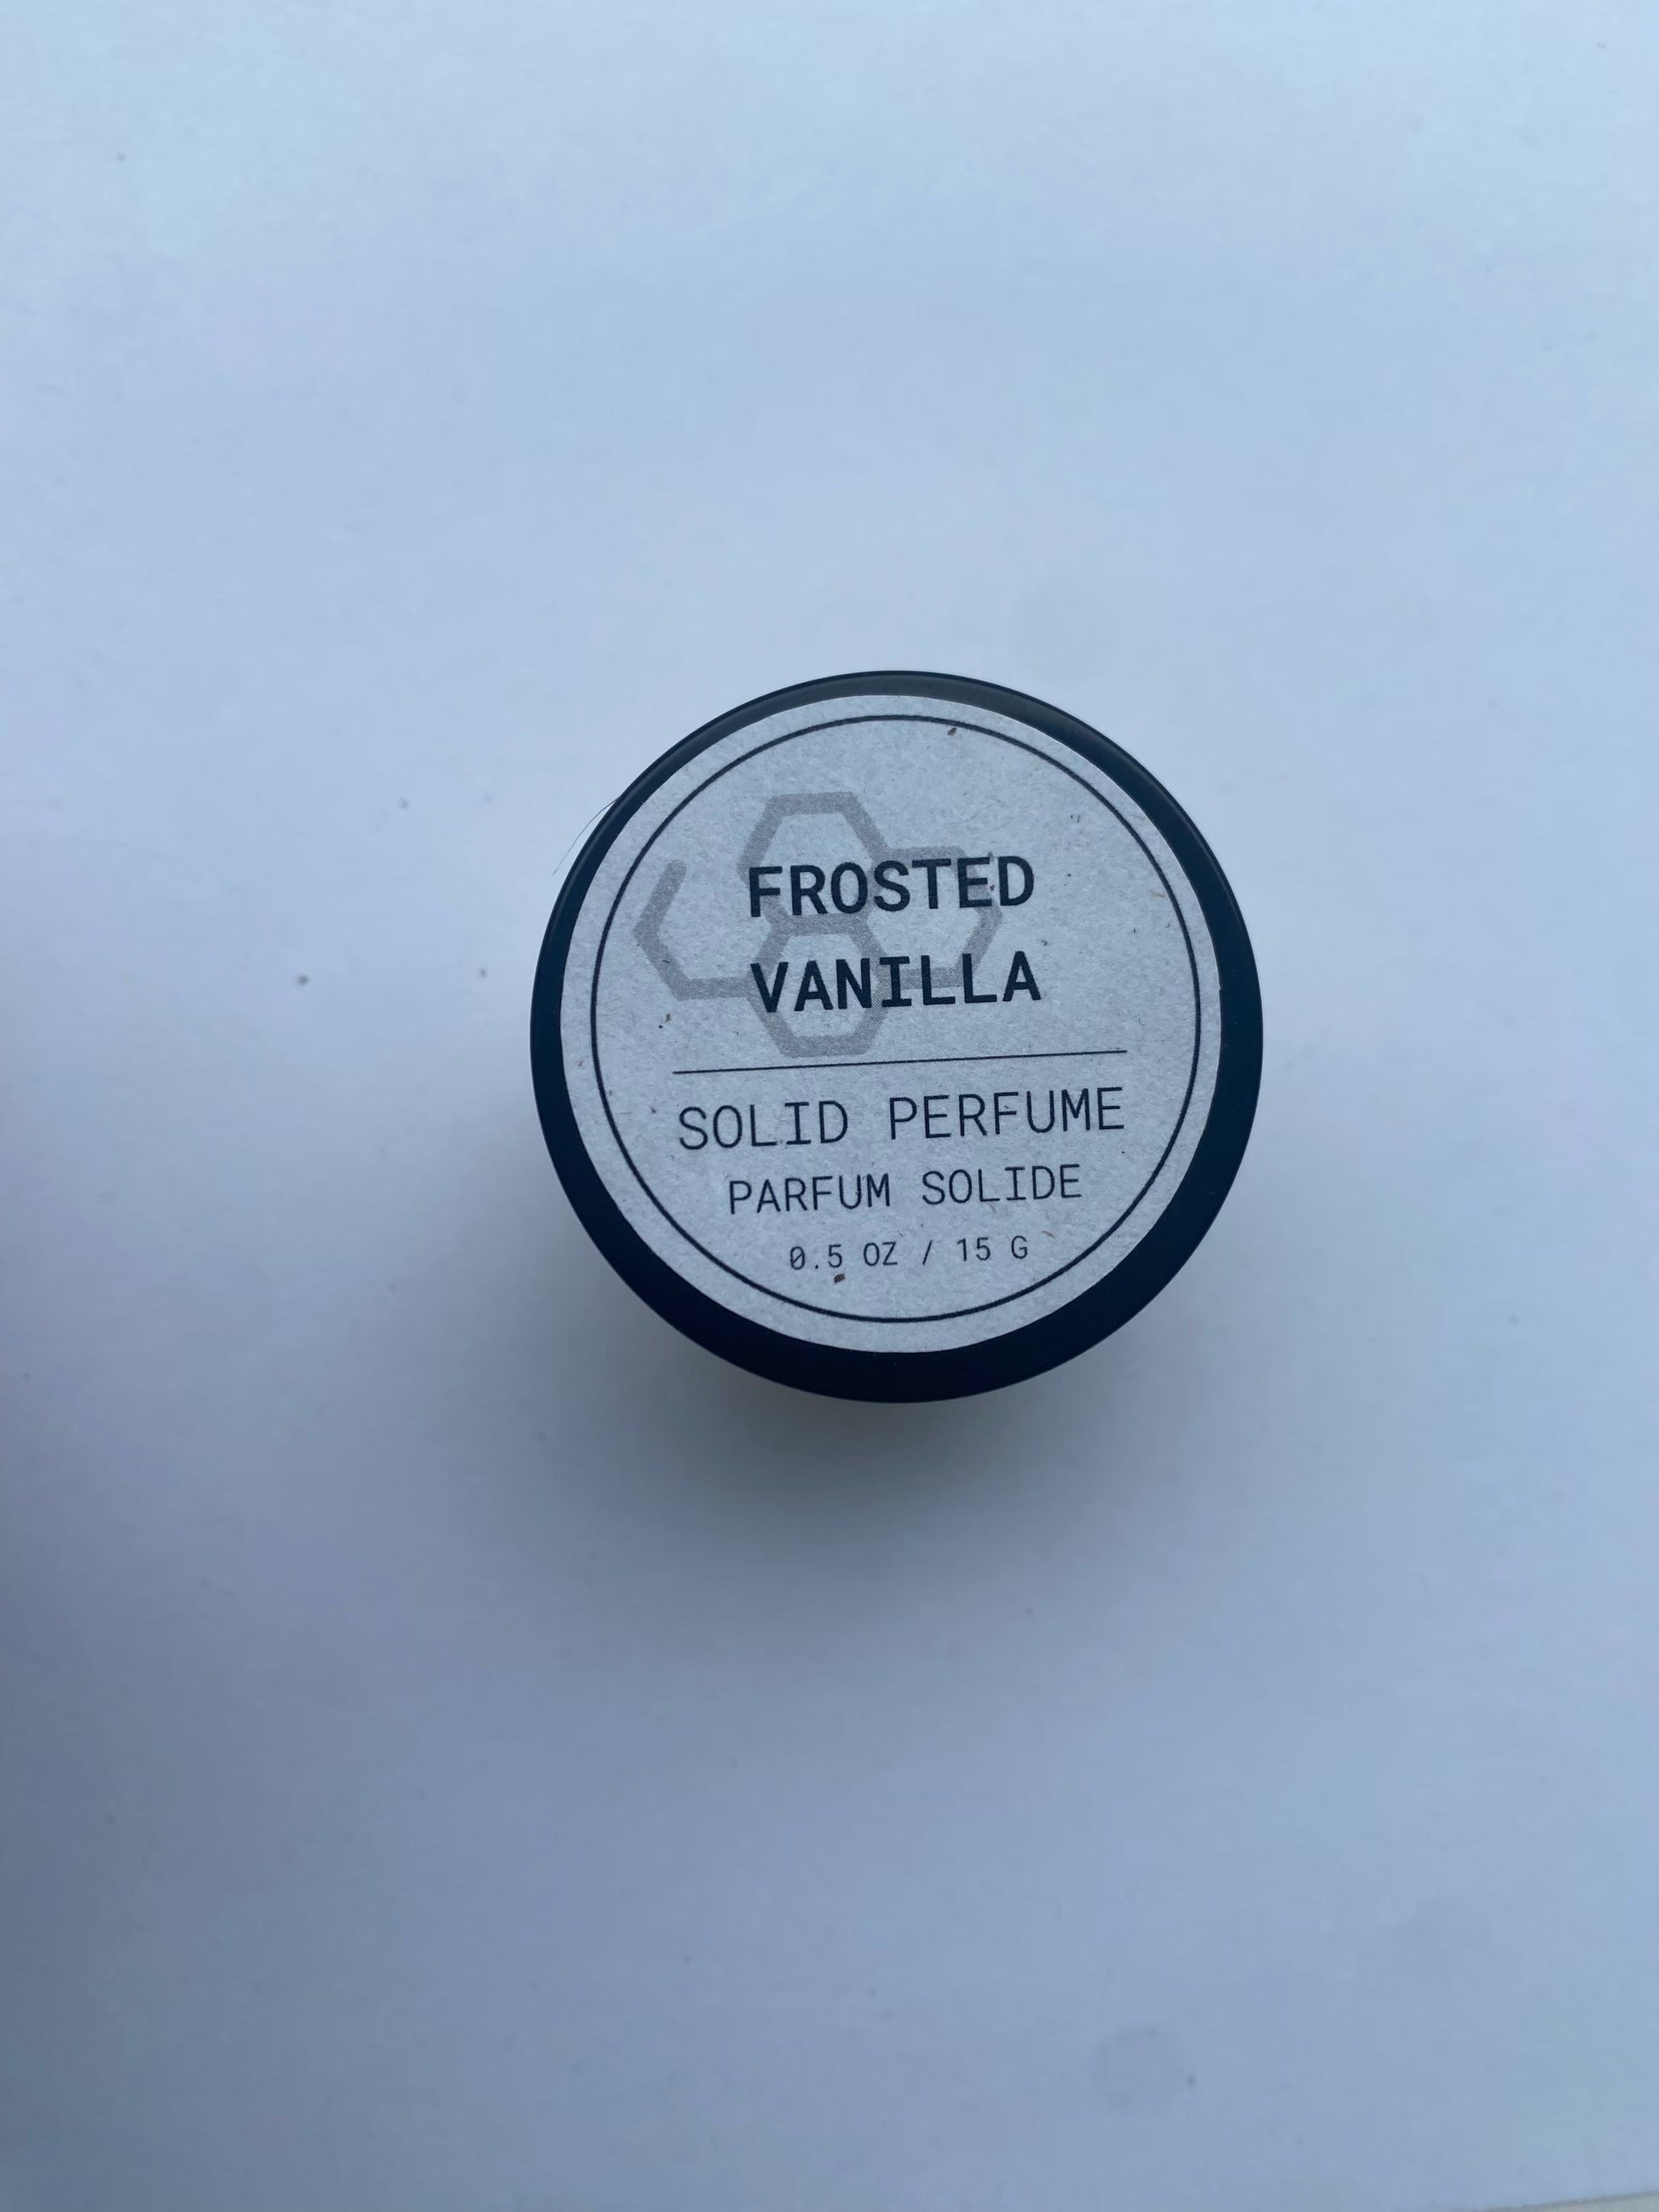 FROSTED
VANILLA
SOLID PERFUME
PARFUM SOLIDE
0.5 OZ / 15 G